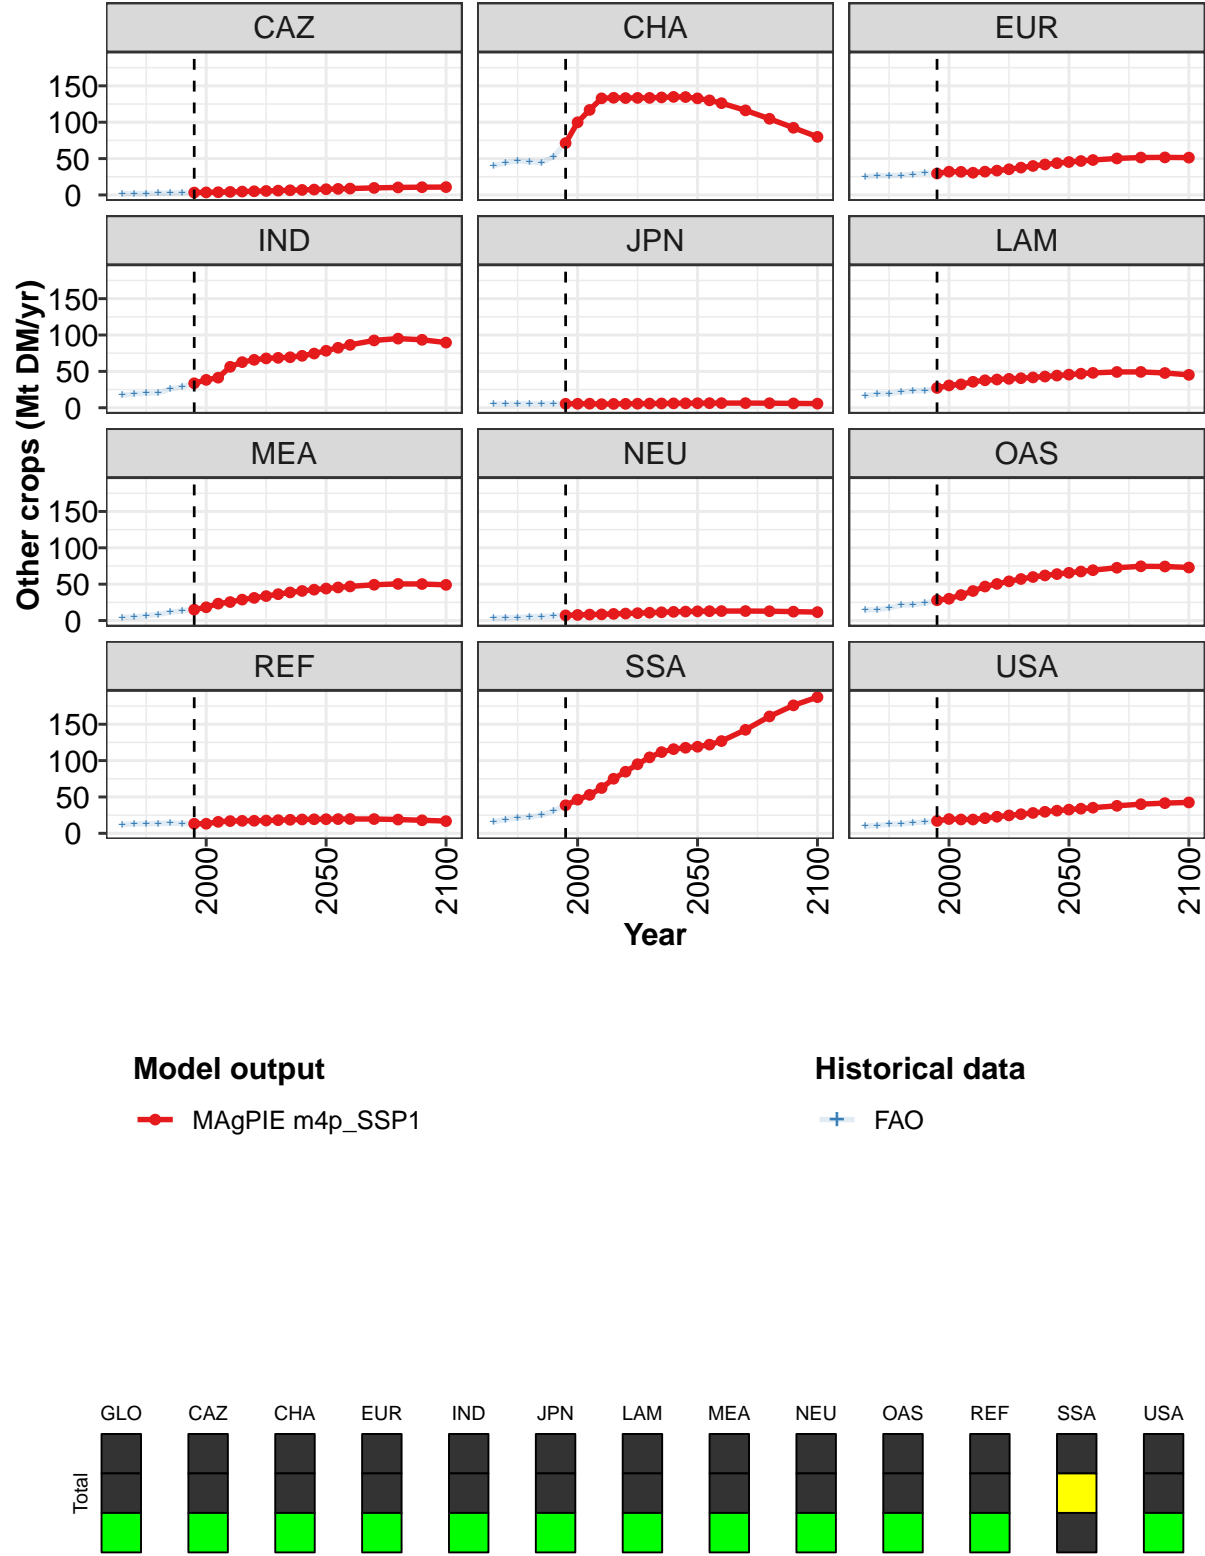 CAZ CHA EUR
150
100
50
0
IND JPN LAM
150
100
50
0
Other crops (Mt DM/yr)
MEA NEU OAS
150
100
50
0
REF SSA USA
150
100
50
0
2000 2050 2100 2000 2050 2100 2000 2050 2100
Year
Model output Historical data
MAgPIE m4p_SSP1 FAO
GLO CAZ CHA EUR IND JPN LAM MEA NEU OAS REF SSA USA
Total